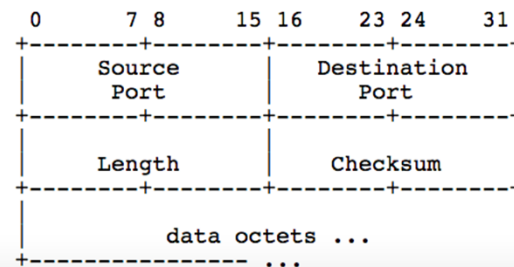 0      7 8     15 16    23 24    31
+--------+--------+--------+--------
|     Source      |   Destination
|      Port       |      Port
+--------+--------+--------+--------
|                 |
|     Length      |    Checksum
+--------+--------+--------+--------
|
|          data octets ...
+---------------- ...